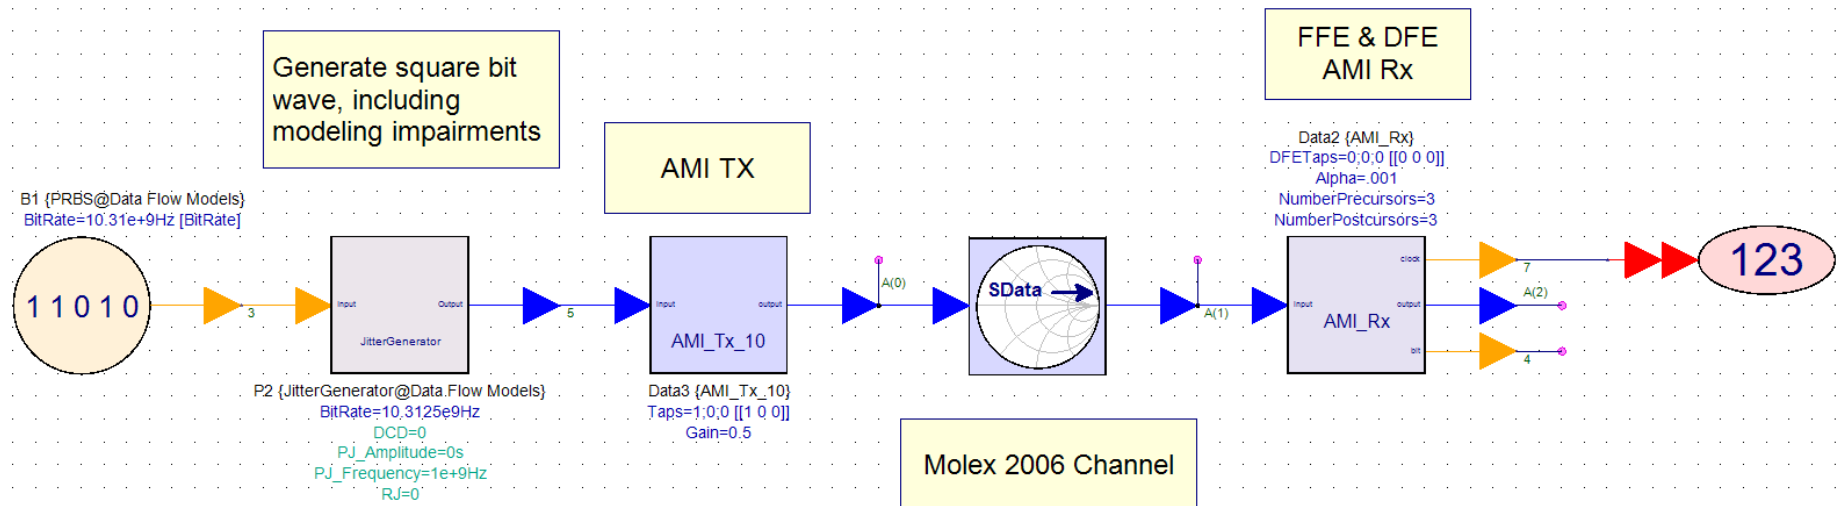 Generate square bit
wave, including
modeling impairments
AMI TX
FFE & DFE
AMI Rx
B1 {PRBS@Data Flow Models}
BitRate=10.31e+9Hz [BitRate]
1 1 0 1 0
3
Input
Output
JitterGenerator
P2 {JitterGenerator@Data Flow Models}
BitRate=10.3125e9Hz
DCD=0
PJ_Amplitude=0s
PJ_Frequency=1e+9Hz
RJ=0
5
Input
output
AMI_Tx_10
Data3 {AMI_Tx_10}
Taps=1;0;0 [[1 0 0]]
Gain=0.5
A(0)
SData
Molex 2006 Channel
A(1)
Data2 {AMI_Rx}
DFETaps=0;0;0 [[0 0 0]]
Alpha=.001
NumberPrecursors=3
NumberPostcursors=3
Input
clock
output
bit
AMI_Rx
7
A(2)
4
123